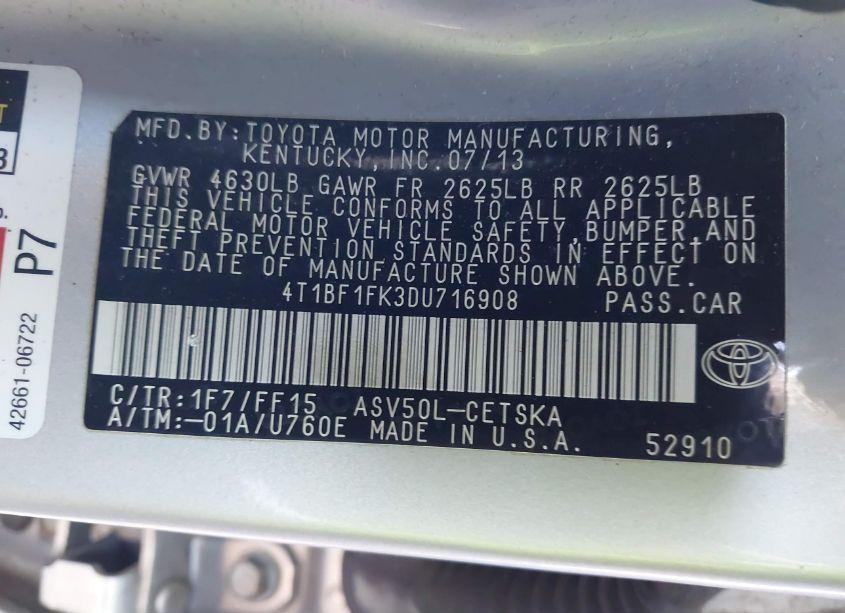 MFD. BY: TOYOTA MOTOR MANUFACTURING,
KENTUCKY, INC. 07/13
GVWR 4630LB GAWR FR 2625LB RR 2625LB
THIS VEHICLE CONFORMS TO ALL APPLICABLE
FEDERAL MOTOR VEHICLE SAFETY, BUMPER, AND
THEFT PREVENTION STANDARDS IN EFFECT ON
THE DATE OF MANUFACTURE SHOWN ABOVE.
4T1BF1FK3DU716908 PASS.CAR
C/TR: 1F7/FF15 ASV50L-CETSKA
A/TM:-01A/U760E MADE IN U.S.A. 52910
P7
42661-06722